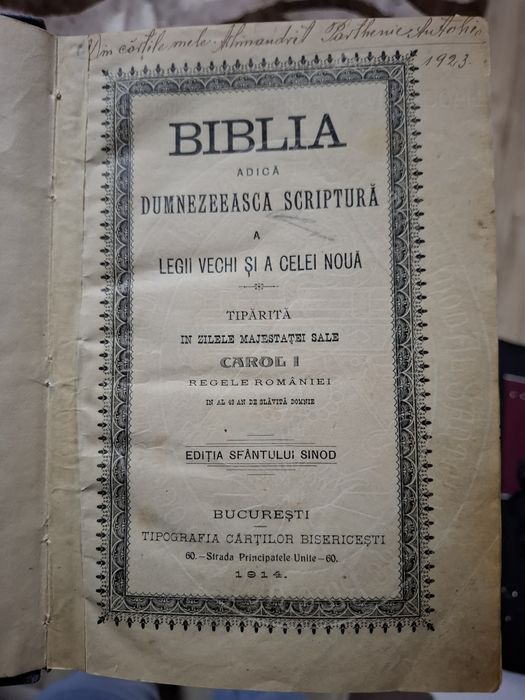 Din cărțile mele. Arhimandrit Parthenie
1923.
BIBLIA
ADICĂ
DUMNEZEEASCA SCRIPTURĂ
A
LEGII VECHI ȘI A CELEI NOUĂ
TIPĂRITĂ
IN ZILELE MAJESTATEI SALE
CAROL I
REGELE ROMÂNIEI
IN AL 48 AN DE SLĂVITĂ DOMNIE
EDIȚIA SFÂNTULUI SINOD
BUCUREȘTI
TIPOGRAFIA CĂRȚILOR BISERICEȘTI
60.—Strada Principatele-Unite—60.
1914.